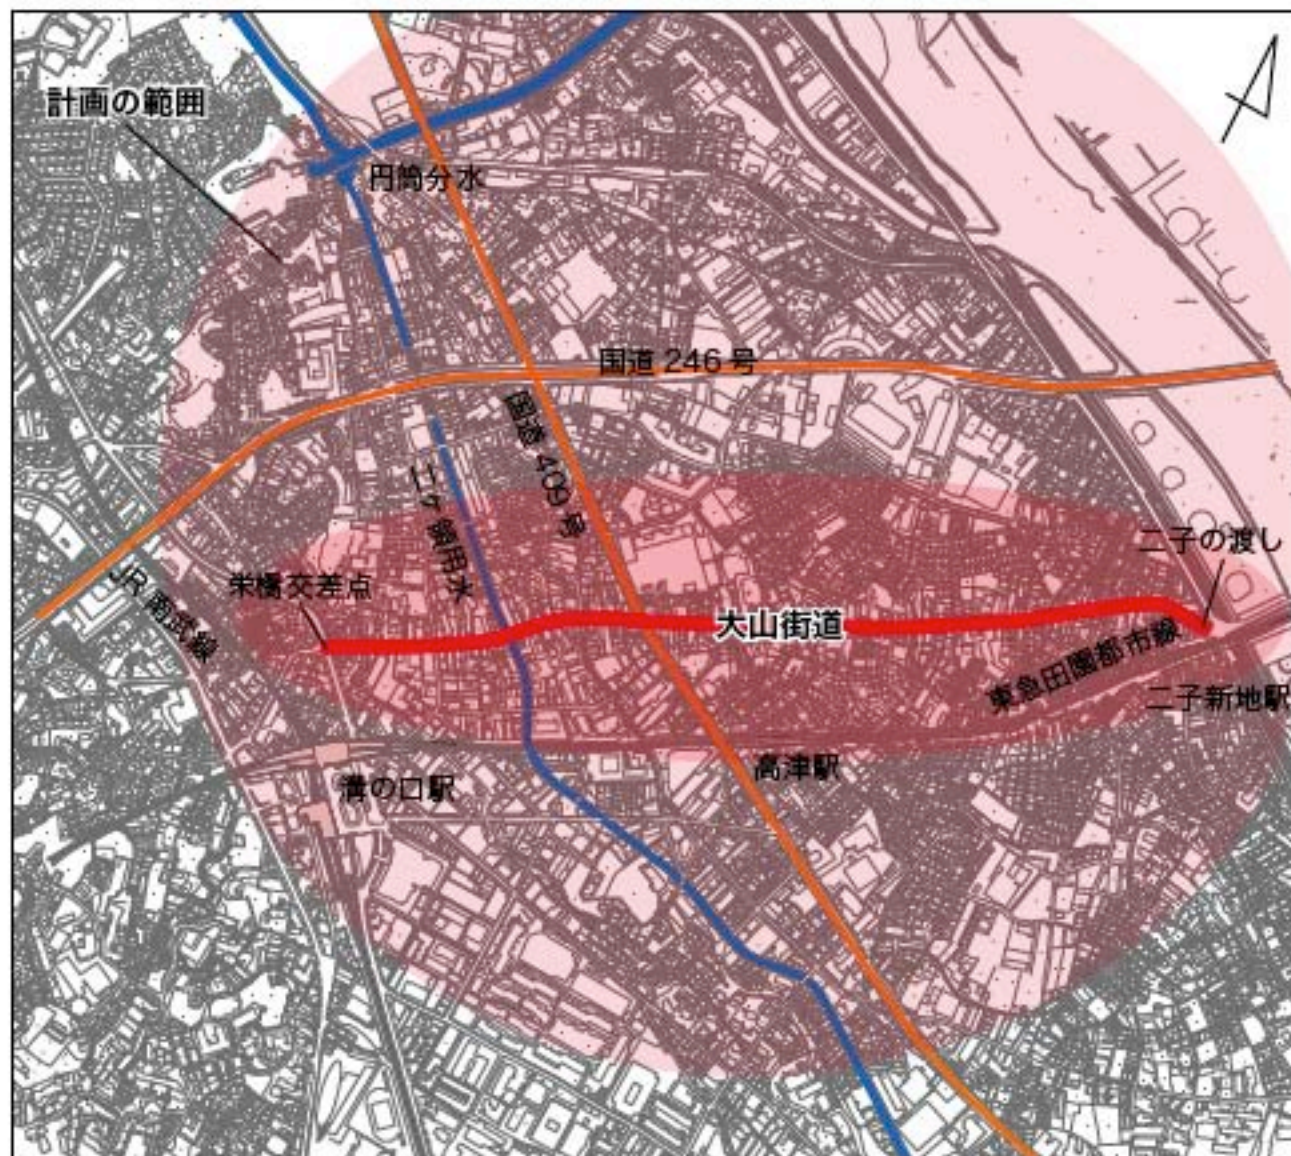 計画の範囲
円筒分水
国道 246 号
国道 409 号
二ヶ領用水
二子の渡し
栄橋交差点
JR 南武線
大山街道
東急田園都市線
二子新地駅
高津駅
溝の口駅